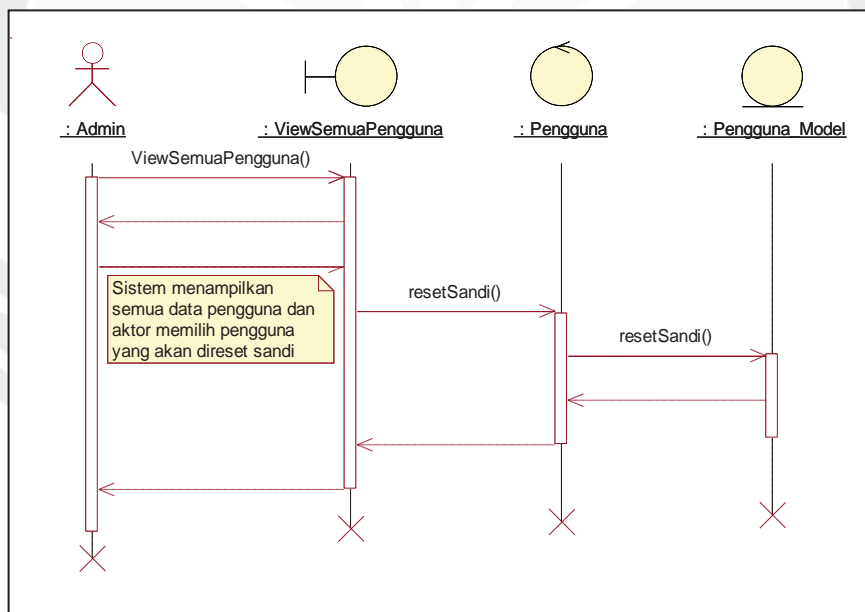 : Admin
: ViewSemuaPengguna
: Pengguna
: Pengguna_Model
ViewSemuaPengguna()
Sistem menampilkan
semua data pengguna dan
aktor memilih pengguna
yang akan direset sandi
resetSandi()
resetSandi()